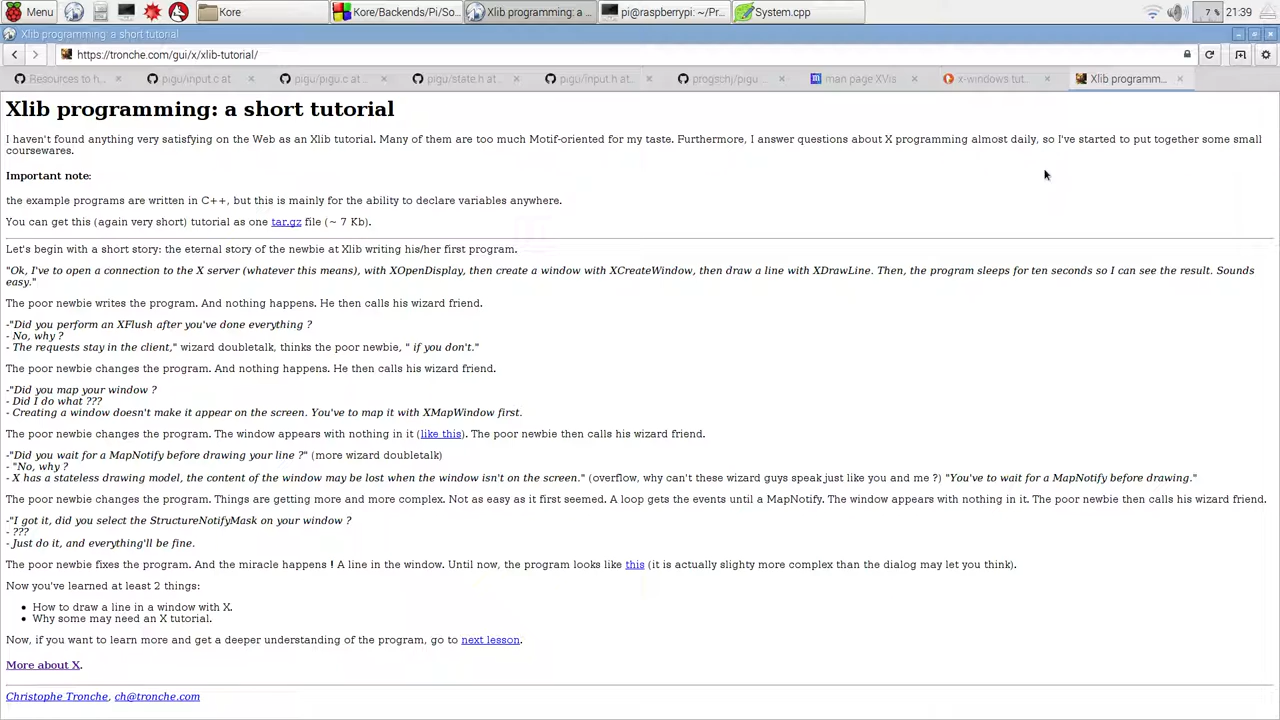 Menu
Kore
Kore/Backends/Pi/So...
Xlib programming: a ...
pi@raspberrypi: ~/Pr...
System.cpp
7 %
21:39
Xlib programming: a short tutorial
https://tronche.com/gui/x/xlib-tutorial/
Resources to h...
pigu/input.c at
pigu/pigu.c at ...
pigu/state.h at ...
pigu/input.h at...
progschj/pigu ...
man page XVis
x-windows tut...
Xlib programm...
Xlib programming: a short tutorial
I haven't found anything very satisfying on the Web as an Xlib tutorial. Many of them are too much Motif-oriented for my taste. Furthermore, I answer questions about X programming almost daily, so I've started to put together some small
coursewares.
Important note:
the example programs are written in C++, but this is mainly for the ability to declare variables anywhere.
You can get this (again very short) tutorial as one tar.gz file (~ 7 Kb).
Let's begin with a short story: the eternal story of the newbie at Xlib writing his/her first program.
"Ok, I've to open a connection to the X server (whatever this means), with XOpenDisplay, then create a window with XCreateWindow, then draw a line with XDrawLine. Then, the program sleeps for ten seconds so I can see the result. Sounds
easy."
The poor newbie writes the program. And nothing happens. He then calls his wizard friend.
-"Did you perform an XFlush after you've done everything ?
- No, why ?
- The requests stay in the client," wizard doubletalk, thinks the poor newbie, " if you don't."
The poor newbie changes the program. And nothing happens. He then calls his wizard friend.
-"Did you map your window ?
- Did I do what ???
- Creating a window doesn't make it appear on the screen. You've to map it with XMapWindow first.
The poor newbie changes the program. The window appears with nothing in it (like this). The poor newbie then calls his wizard friend.
-"Did you wait for a MapNotify before drawing your line ?" (more wizard doubletalk)
- "No, why ?
- X has a stateless drawing model, the content of the window may be lost when the window isn't on the screen." (overflow, why can't these wizard guys speak just like you and me ?) "You've to wait for a MapNotify before drawing."
The poor newbie changes the program. Things are getting more and more complex. Not as easy as it first seemed. A loop gets the events until a MapNotify. The window appears with nothing in it. The poor newbie then calls his wizard friend.
-"I got it, did you select the StructureNotifyMask on your window ?
- ???
- Just do it, and everything'll be fine.
The poor newbie fixes the program. And the miracle happens ! A line in the window. Until now, the program looks like this (it is actually slighty more complex than the dialog may let you think).
Now you've learned at least 2 things:
• How to draw a line in a window with X.
• Why some may need an X tutorial.
Now, if you want to learn more and get a deeper understanding of the program, go to next lesson.
More about X.
Christophe Tronche, ch@tronche.com